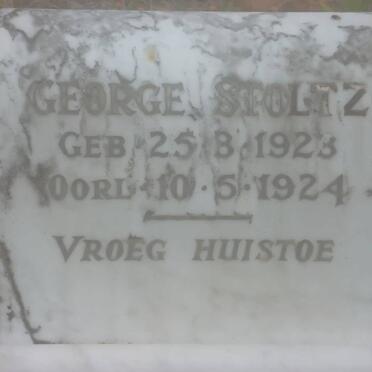 GEORGE STOLTZ
GEB · 25 · 8 · 1923
OORL · 10 · 5 · 1924
VROEG HUISTOE